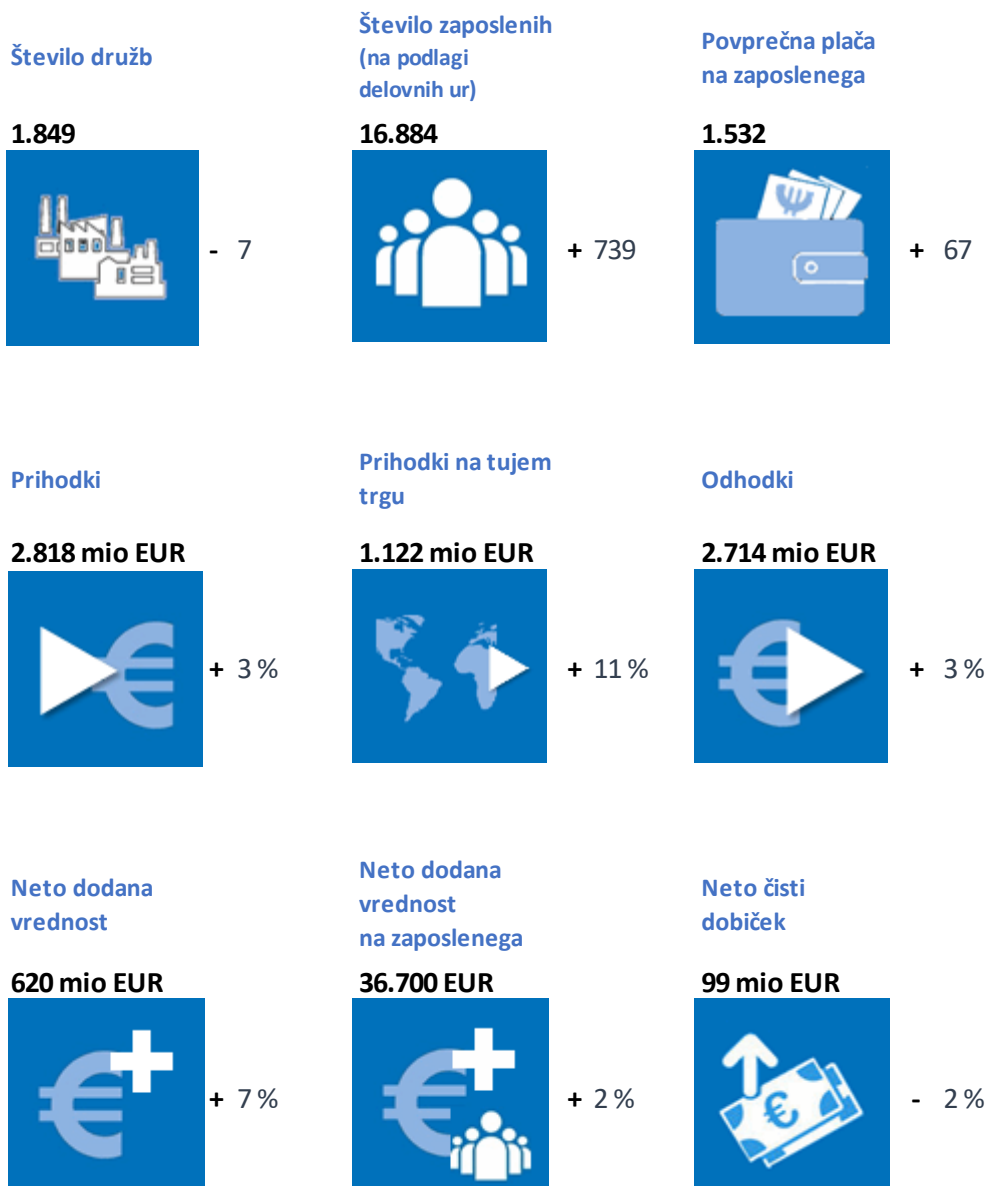 Število družb
1.849
- 7
Število zaposlenih
(na podlagi
delovnih ur)
16.884
+ 739
Povprečna plača
na zaposlenega
1.532
+ 67
Prihodki
2.818 mio EUR
€
+ 3 %
Prihodki na tujem
trgu
1.122 mio EUR
+ 11 %
Odhodki
2.714 mio EUR
€
+ 3 %
Neto dodana
vrednost
620 mio EUR
€+
+ 7 %
Neto dodana
vrednost
na zaposlenega
36.700 EUR
€+
+ 2 %
Neto čisti
dobiček
99 mio EUR
€
- 2 %